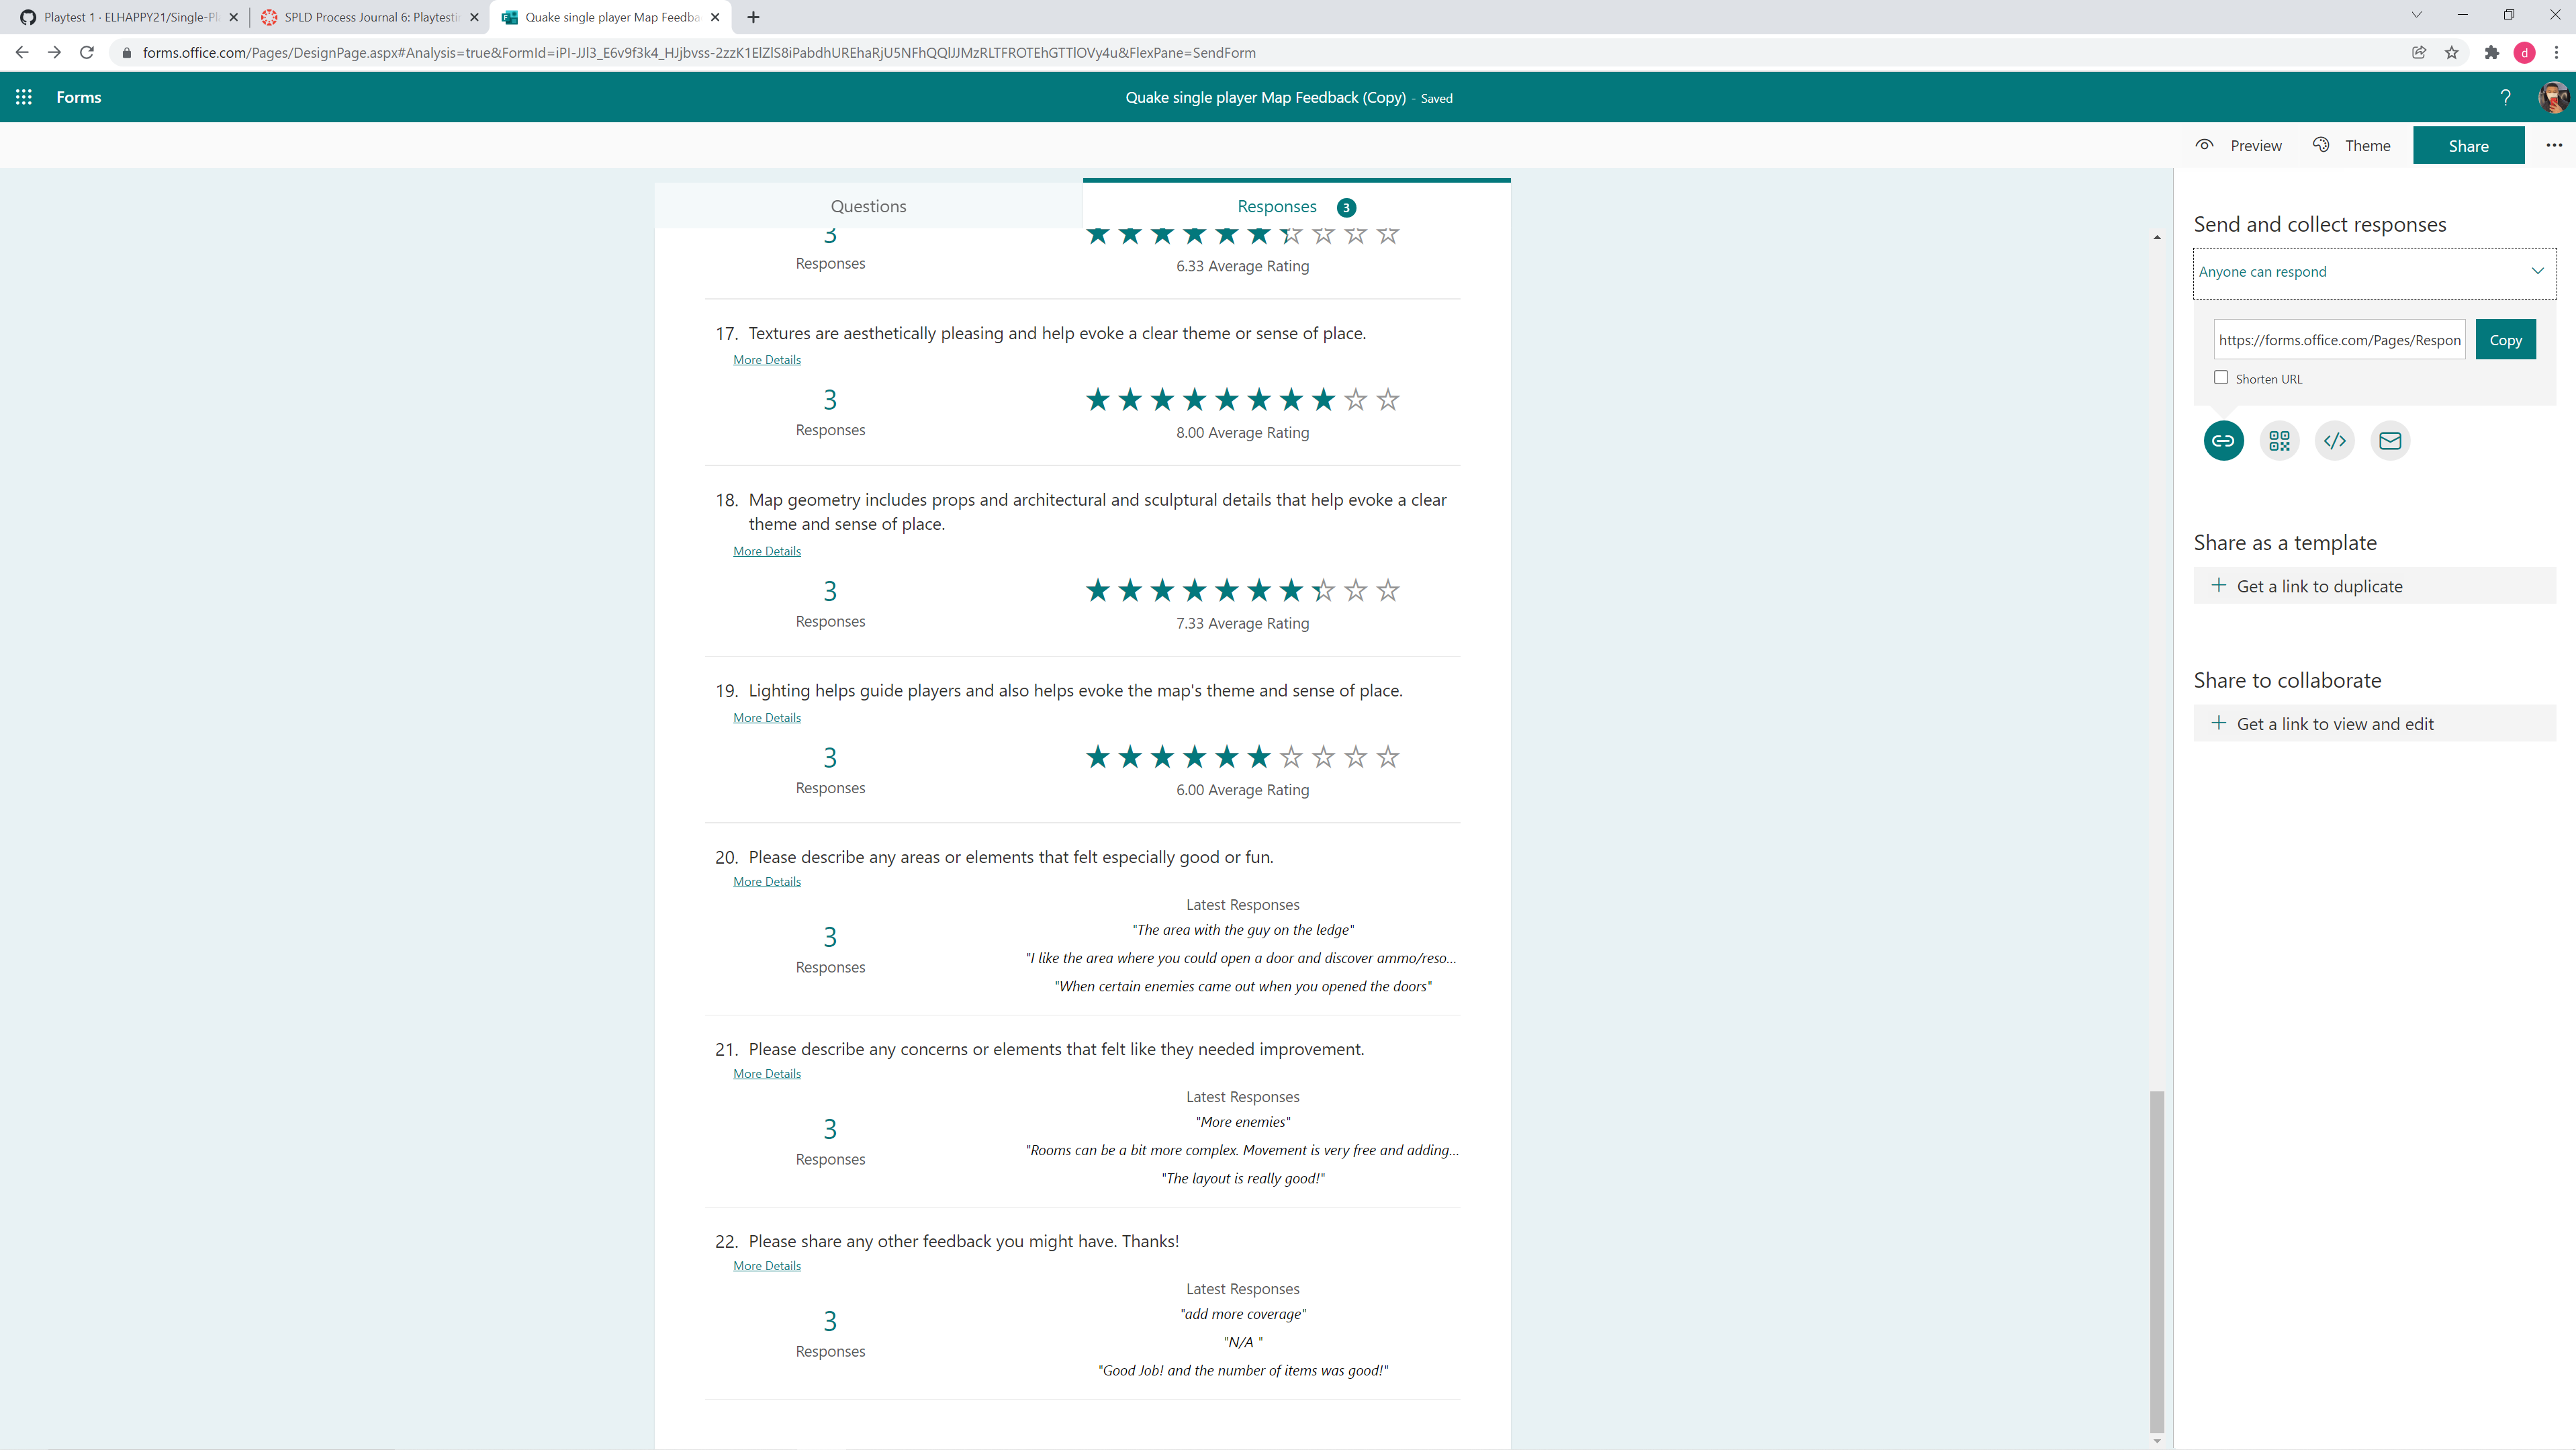 Playtest 1 · ELHAPPY21/Single-Pl
SPLD Process Journal 6: Playtesti
Quake single player Map Feedba
forms.office.com/Pages/DesignPage.aspx#Analysis=true&FormId=iPI-JJl3_E6v9f3k4_HJjbvss-2zzK1ElZlS8iPabdhUREhaRjU5NFhQQlJJMzRLTFROTEhGTTlOVy4u&FlexPane=SendForm
d
Forms
Quake single player Map Feedback (Copy) - Saved
?
Preview
Theme
Share
Questions
Responses 3
3
Responses
6.33 Average Rating
17. Textures are aesthetically pleasing and help evoke a clear theme or sense of place.
More Details
3
Responses
8.00 Average Rating
18. Map geometry includes props and architectural and sculptural details that help evoke a clear
theme and sense of place.
More Details
3
Responses
7.33 Average Rating
19. Lighting helps guide players and also helps evoke the map's theme and sense of place.
More Details
3
Responses
6.00 Average Rating
20. Please describe any areas or elements that felt especially good or fun.
More Details
3
Responses
Latest Responses
"The area with the guy on the ledge"
"I like the area where you could open a door and discover ammo/reso...
"When certain enemies came out when you opened the doors"
21. Please describe any concerns or elements that felt like they needed improvement.
More Details
3
Responses
Latest Responses
"More enemies"
"Rooms can be a bit more complex. Movement is very free and adding...
"The layout is really good!"
22. Please share any other feedback you might have. Thanks!
More Details
3
Responses
Latest Responses
"add more coverage"
"N/A "
"Good Job! and the number of items was good!"
Send and collect responses
Anyone can respond
https://forms.office.com/Pages/Respon
Copy
Shorten URL
Share as a template
Get a link to duplicate
Share to collaborate
Get a link to view and edit